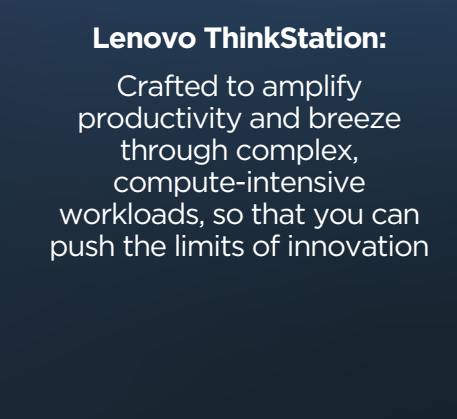 Lenovo ThinkStation:
Crafted to amplify
productivity and breeze
through complex,
compute-intensive
workloads, so that you can
push the limits of innovation